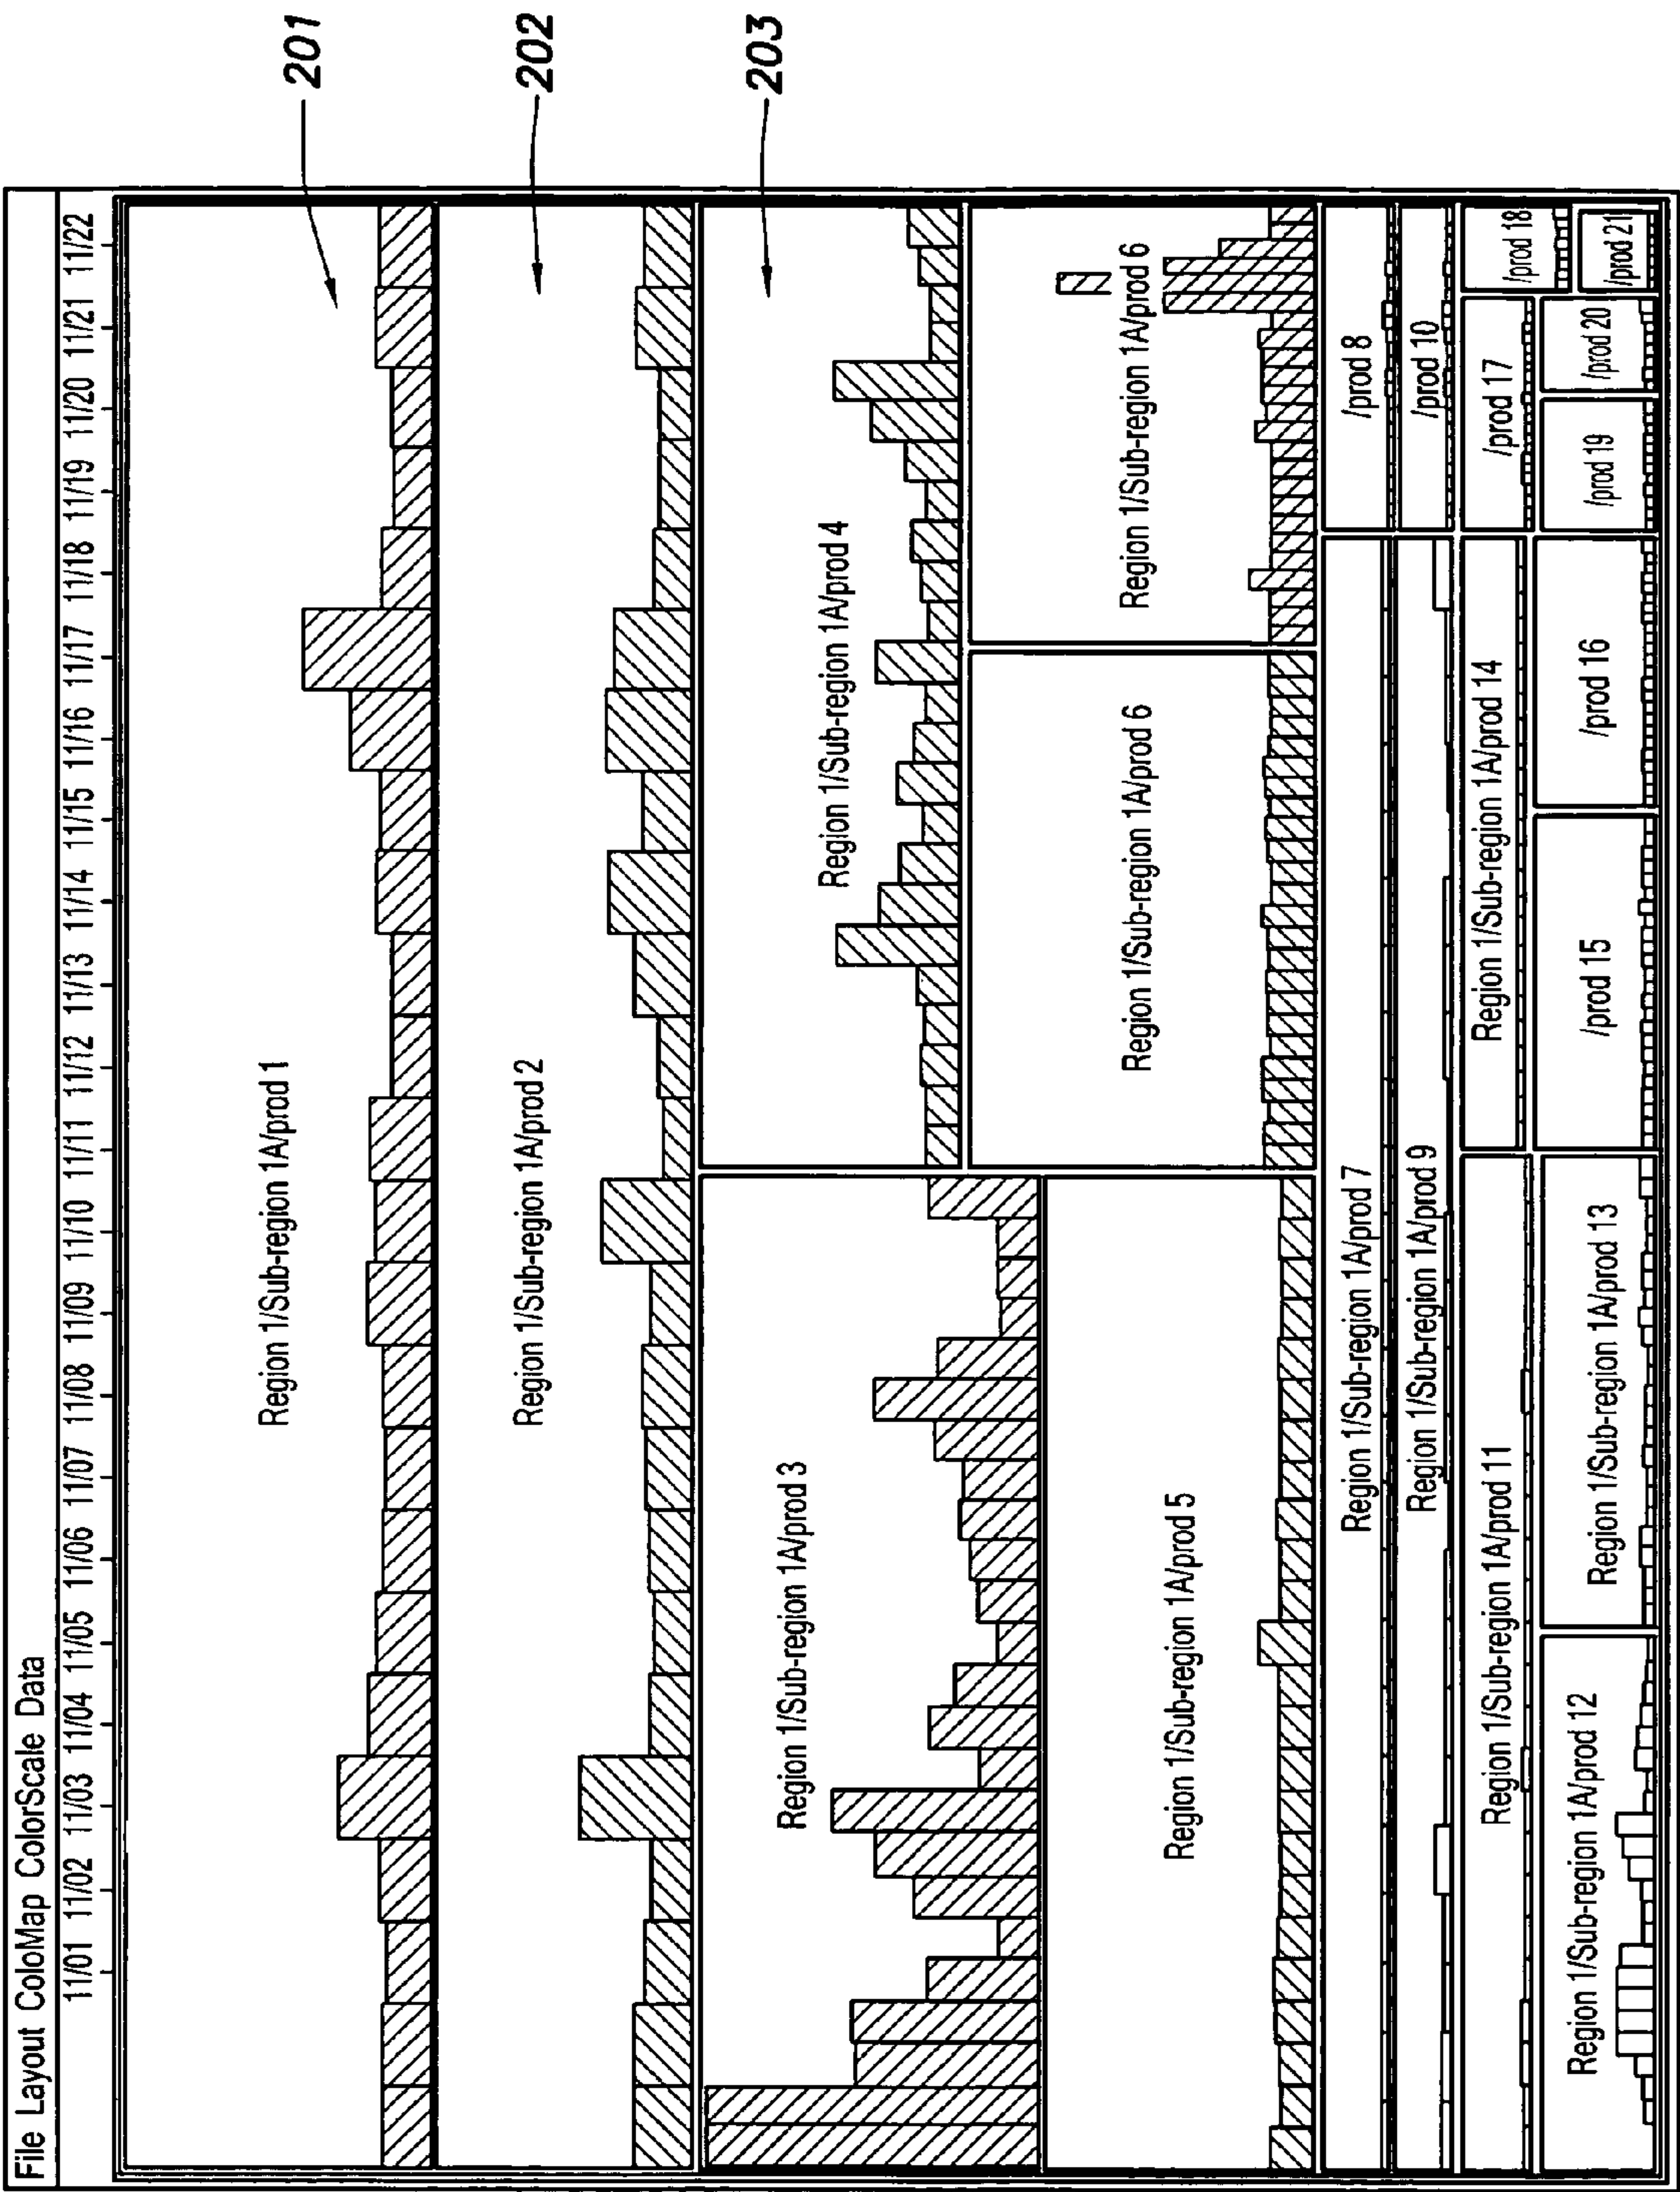 File Layout ColoMap ColorScale Data
11/01 11/02 11/03 11/04 11/05 11/06 11/07 11/08 11/09 11/10 11/11 11/12 11/13 11/14 11/15 11/16 11/17 11/18 11/19 11/20 11/21 11/22
201
Region 1/Sub-region 1A/prod 1
202
Region 1/Sub-region 1A/prod 2
203
Region 1/Sub-region 1A/prod 3
Region 1/Sub-region 1A/prod 4
Region 1/Sub-region 1A/prod 5
Region 1/Sub-region 1A/prod 6
Region 1/Sub-region 1A/prod 6
Region 1/Sub-region 1A/prod 7
/prod 8
Region 1/Sub-region 1A/prod 9
/prod 10
Region 1/Sub-region 1A/prod 11
Region 1/Sub-region 1A/prod 14
/prod 17
/prod 18
Region 1/Sub-region 1A/prod 12
Region 1/Sub-region 1A/prod 13
/prod 15
/prod 16
/prod 19
/prod 20
/prod 21